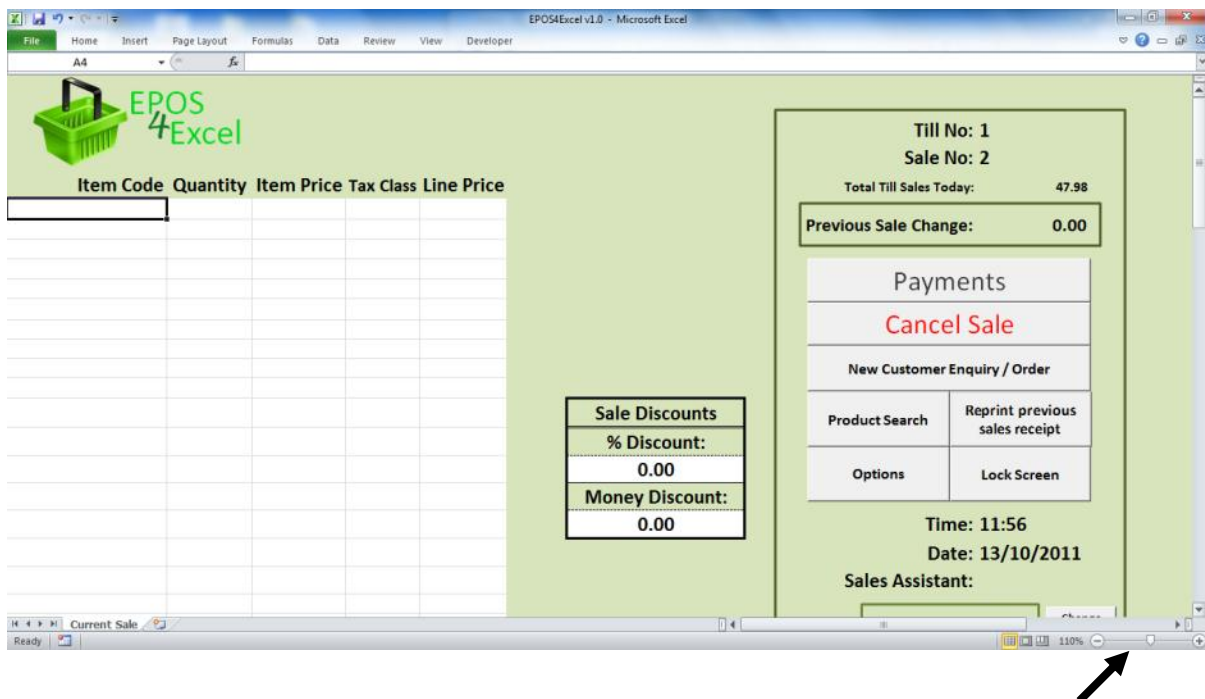 EPOS4Excel v1.0 - Microsoft Excel
File Home Insert Page Layout Formulas Data Review View Developer
A4 fx
EPOS
4Excel
Item Code Quantity Item Price Tax Class Line Price
Till No: 1
Sale No: 2
Total Till Sales Today: 47.98
Previous Sale Change: 0.00
Payments
Cancel Sale
New Customer Enquiry / Order
Product Search
Reprint previous
sales receipt
Options
Lock Screen
Sale Discounts
% Discount:
0.00
Money Discount:
0.00
Time: 11:56
Date: 13/10/2011
Sales Assistant:
Current Sale
Ready
110%